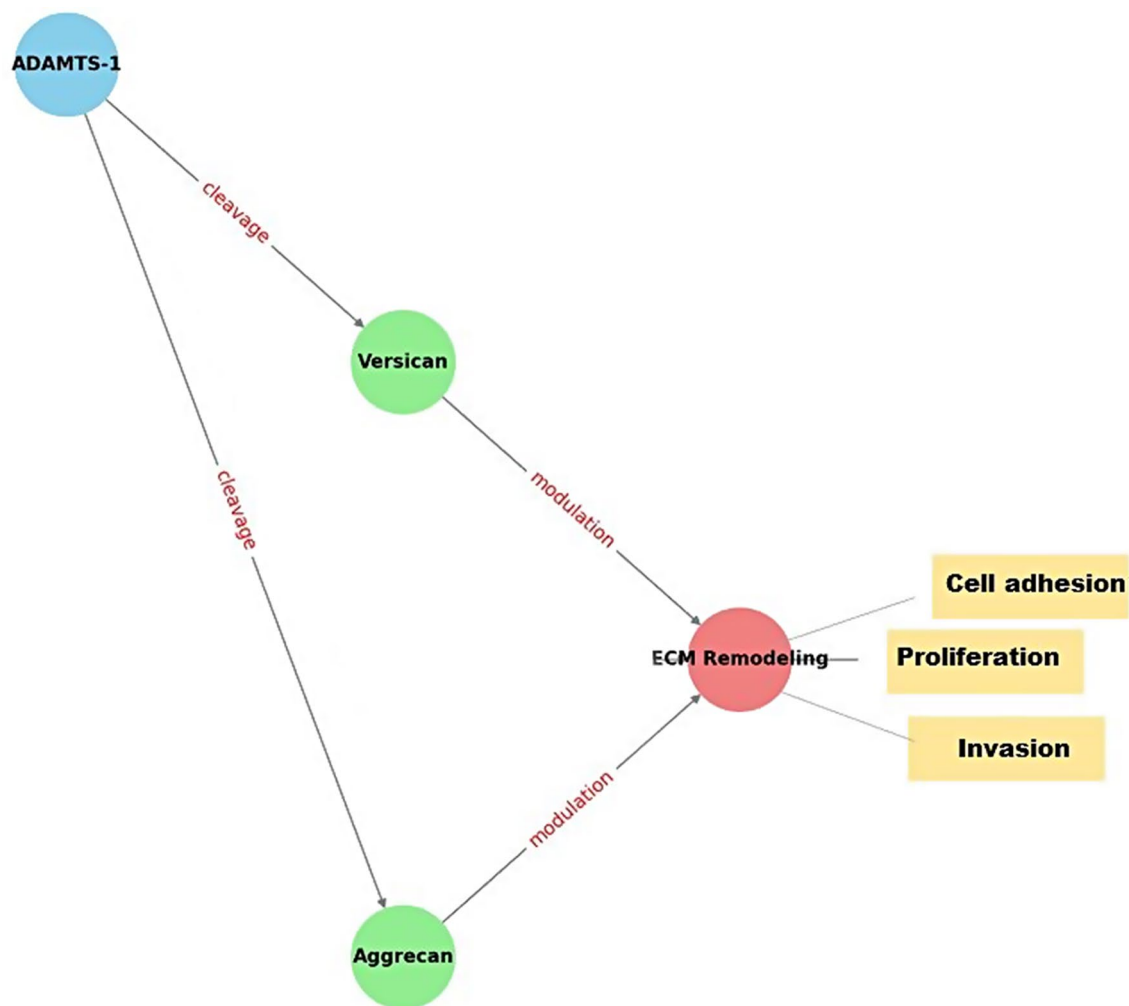 ADAMTS-1
cleavage
Versican
cleavage
modulation
Cell adhesion
ECM Remodeling
Proliferation
Invasion
modulation
Aggrecan